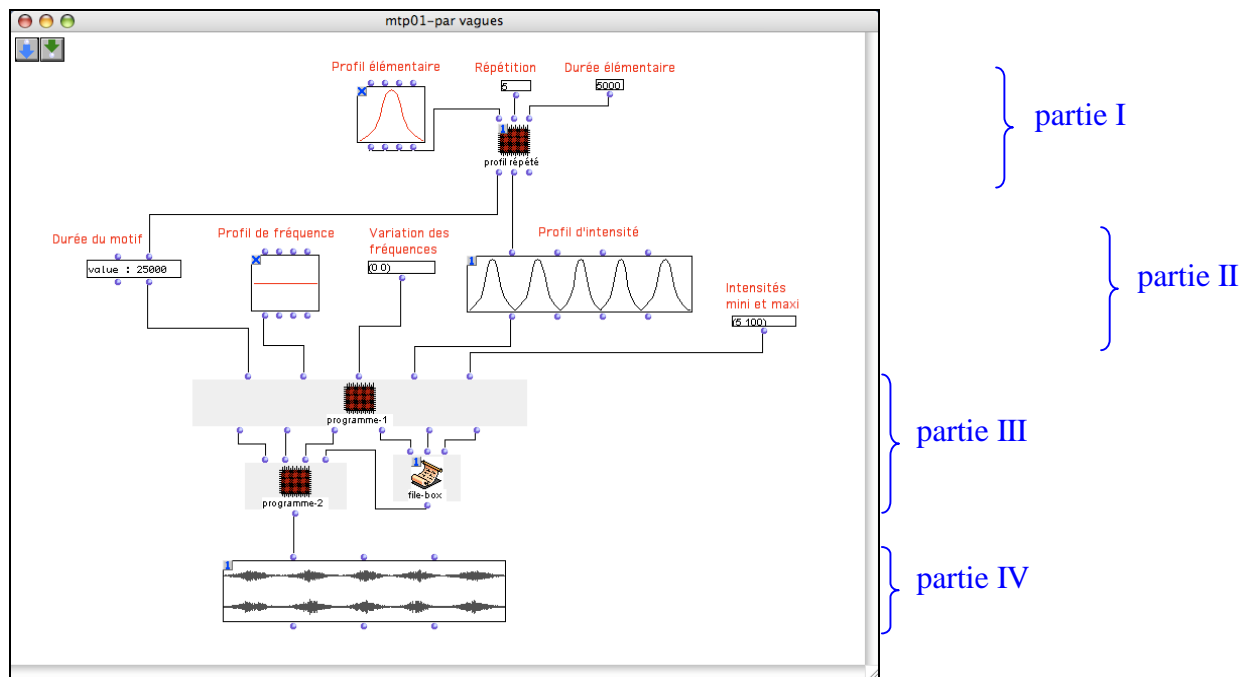 mtp01-par vagues
Profil élémentaire
Répétition
Durée élémentaire
5
5000
partie I
profil répété
Durée du motif
Profil de fréquence
Variation des
fréquences
Profil d'intensité
value : 25000
(0 0)
Intensités
mini et maxi
(5 100)
partie II
programme-1
partie III
programme-2
file-box
partie IV